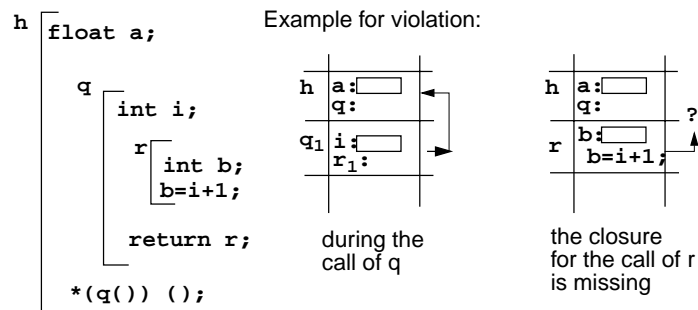 Example for violation:
h
float a;
q
int i;
r
int b;
b=i+1;
return r;
*(q()) ();
h a:
q:
q1 i:
r1:
during the
call of q
h a:
q:
?
r b:
b=i+1;
the closure
for the call of r
is missing